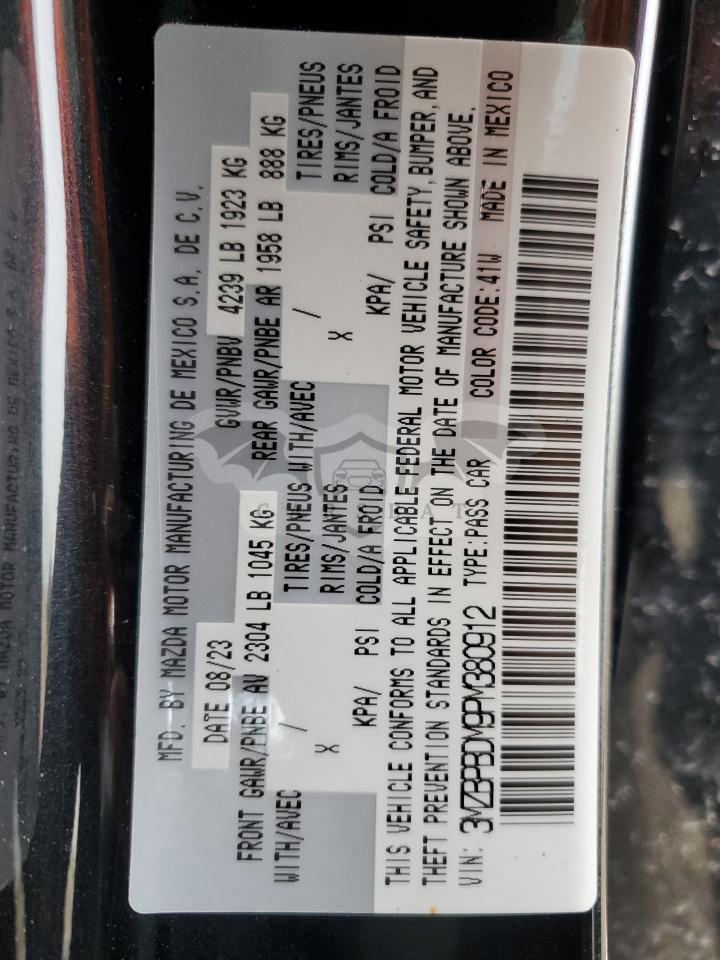 MFD. BY MAZDA MOTOR MANUFACTURING DE MEXICO S.A. DE C.V.
DATE 08/23 GVWR/PNBV 4239 LB 1923 KG
FRONT GAWR/PNBE AV 2304 LB 1045 KG REAR GAWR/PNBE AR 1958 LB 888 KG
WITH/AVEC / TIRES/PNEUS WITH/AVEC / TIRES/PNEUS
X RIMS/JANTES X RIMS/JANTES
KPA/ PSI COLD/A FROID KPA/ PSI COLD/A FROID
THIS VEHICLE CONFORMS TO ALL APPLICABLE FEDERAL MOTOR VEHICLE SAFETY, BUMPER, AND
THEFT PREVENTION STANDARDS IN EFFECT ON THE DATE OF MANUFACTURE SHOWN ABOVE.
VIN: 3MZBPBDM9PM380912 TYPE:PASS CAR COLOR CODE:41W MADE IN MEXICO